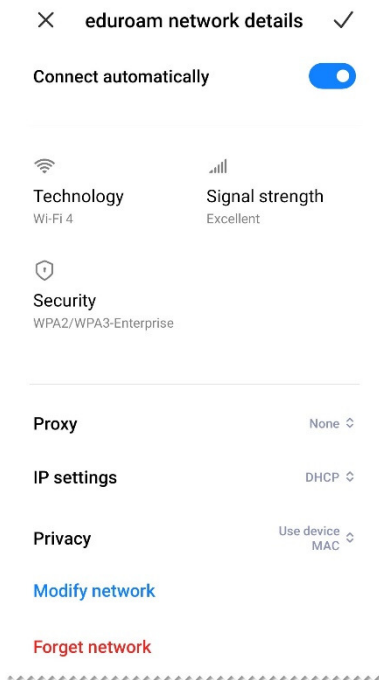 eduroam network details
Connect automatically
Technology
Wi-Fi 4
Signal strength
Excellent
Security
WPA2/WPA3-Enterprise
Proxy
None
IP settings
DHCP
Privacy
Use device
MAC
Modify network
Forget network